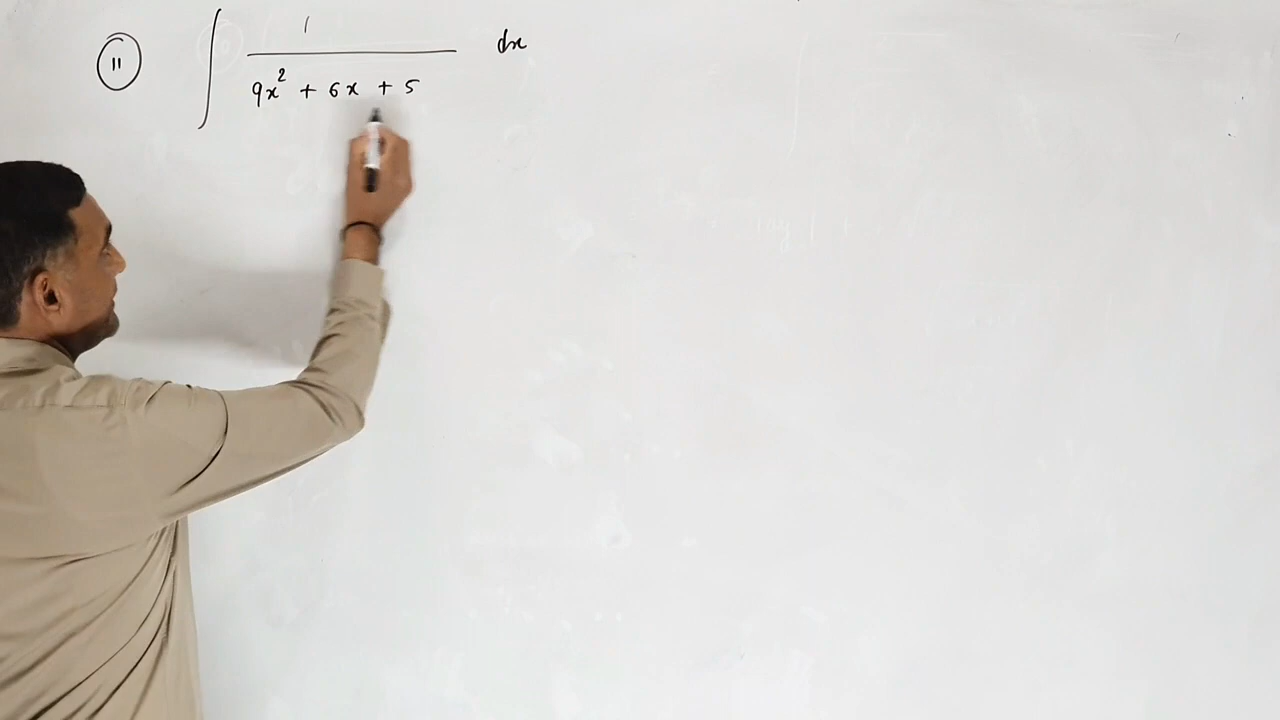 ⑪ ∫ 1 / (9x² + 6x + 5) dx